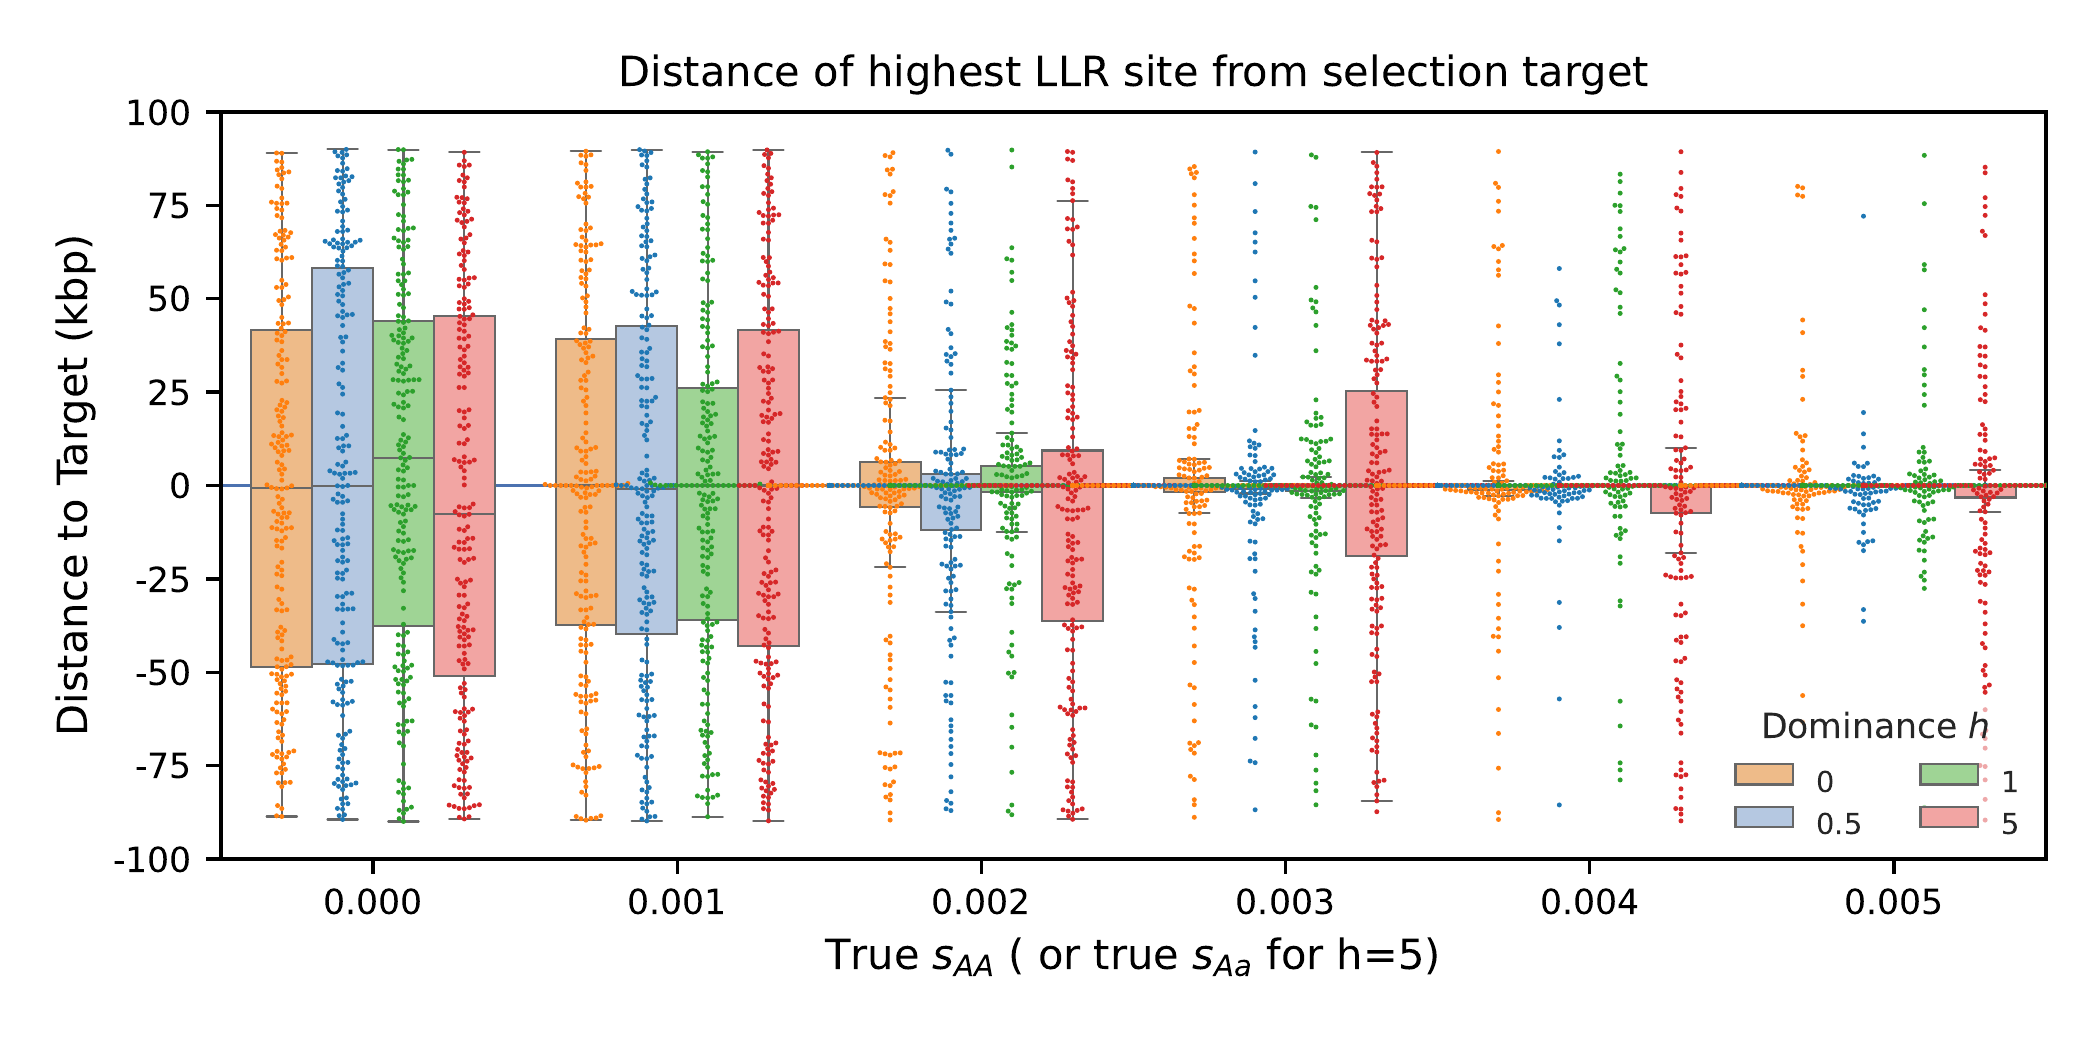 Distance of highest LLR site from selection target
Distance to Target (kbp)
100
75
50
25
0
-25
-50
-75
-100
0.000 0.001 0.002 0.003 0.004 0.005
True s_AA ( or true s_Aa for h=5)
Dominance h
0 1
0.5 5